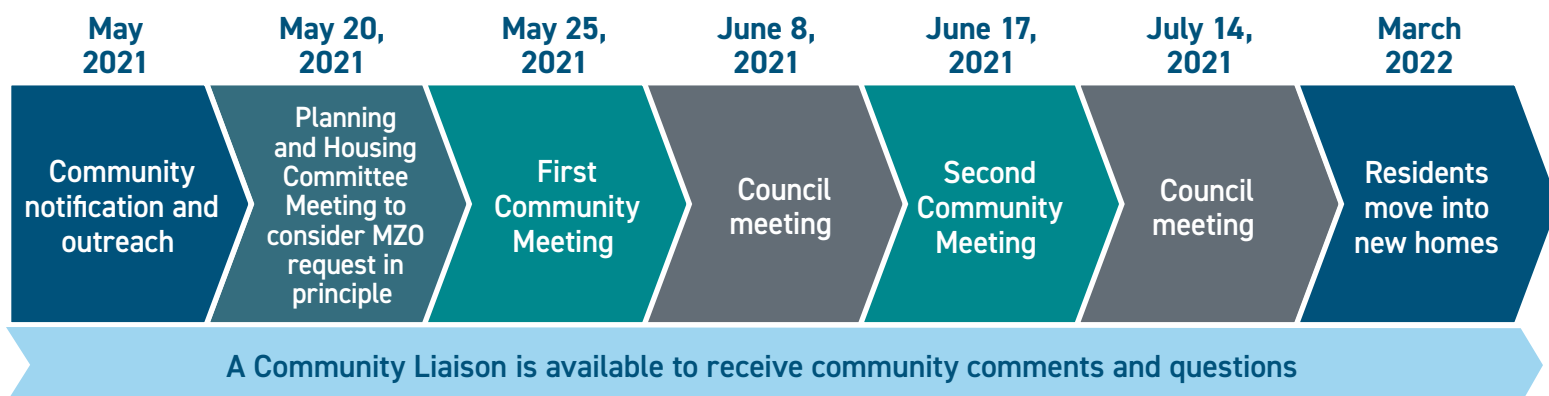 May
2021
May 20,
2021
May 25,
2021
June 8,
2021
June 17,
2021
July 14,
2021
March
2022
Community
notification and
outreach
Planning
and Housing
Committee
Meeting to
consider MZO
request in
principle
First
Community
Meeting
Council
meeting
Second
Community
Meeting
Council
meeting
Residents
move into
new homes
A Community Liaison is available to receive community comments and questions